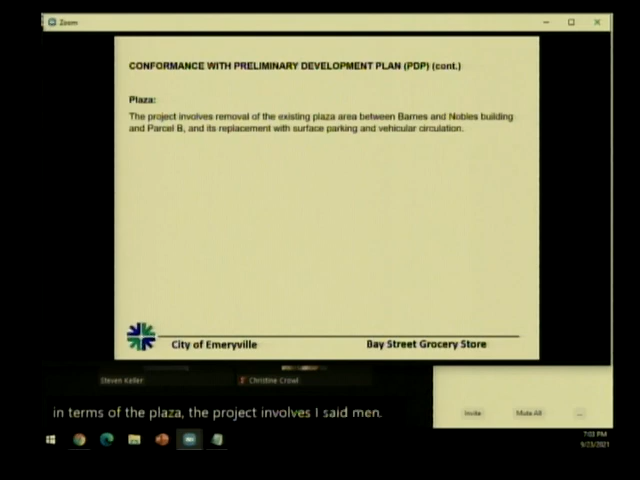 Zoom
CONFORMANCE WITH PRELIMINARY DEVELOPMENT PLAN (PDP) (cont.)
Plaza:
The project involves removal of the existing plaza area between Barnes and Nobles building
and Parcel B, and its replacement with surface parking and vehicular circulation.
City of Emeryville
Bay Street Grocery Store
Steven Keller
Christine Crowl
in terms of the plaza, the project involves I said men.
Invite
Mute All
...
7:03 PM
9/23/2021